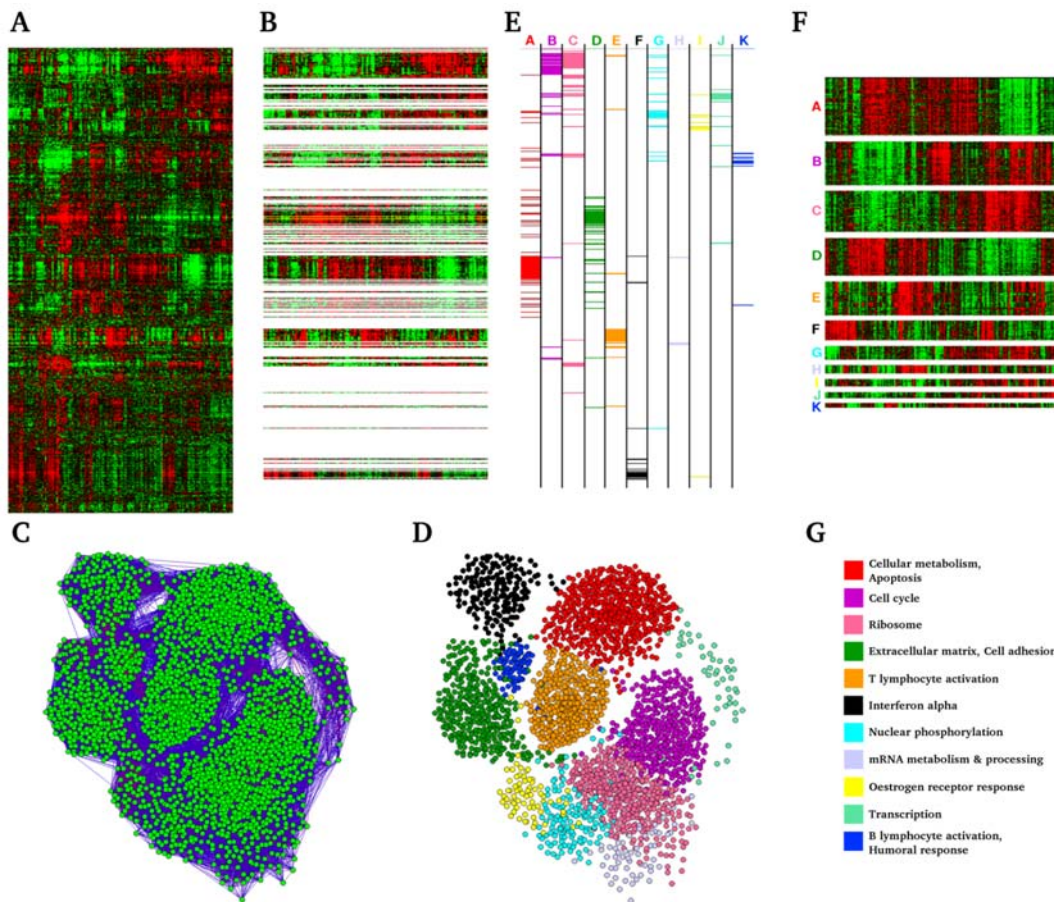 A
B
E
F
A B C D E F G H I J K
A
B
C
D
E
F
G
H
I
J
K
C
D
G
Cellular metabolism,
Apoptosis
Cell cycle
Ribosome
Extracellular matrix, Cell adhesion
T lymphocyte activation
Interferon alpha
Nuclear phosphorylation
mRNA metabolism & processing
Oestrogen receptor response
Transcription
B lymphocyte activation,
Humoral response